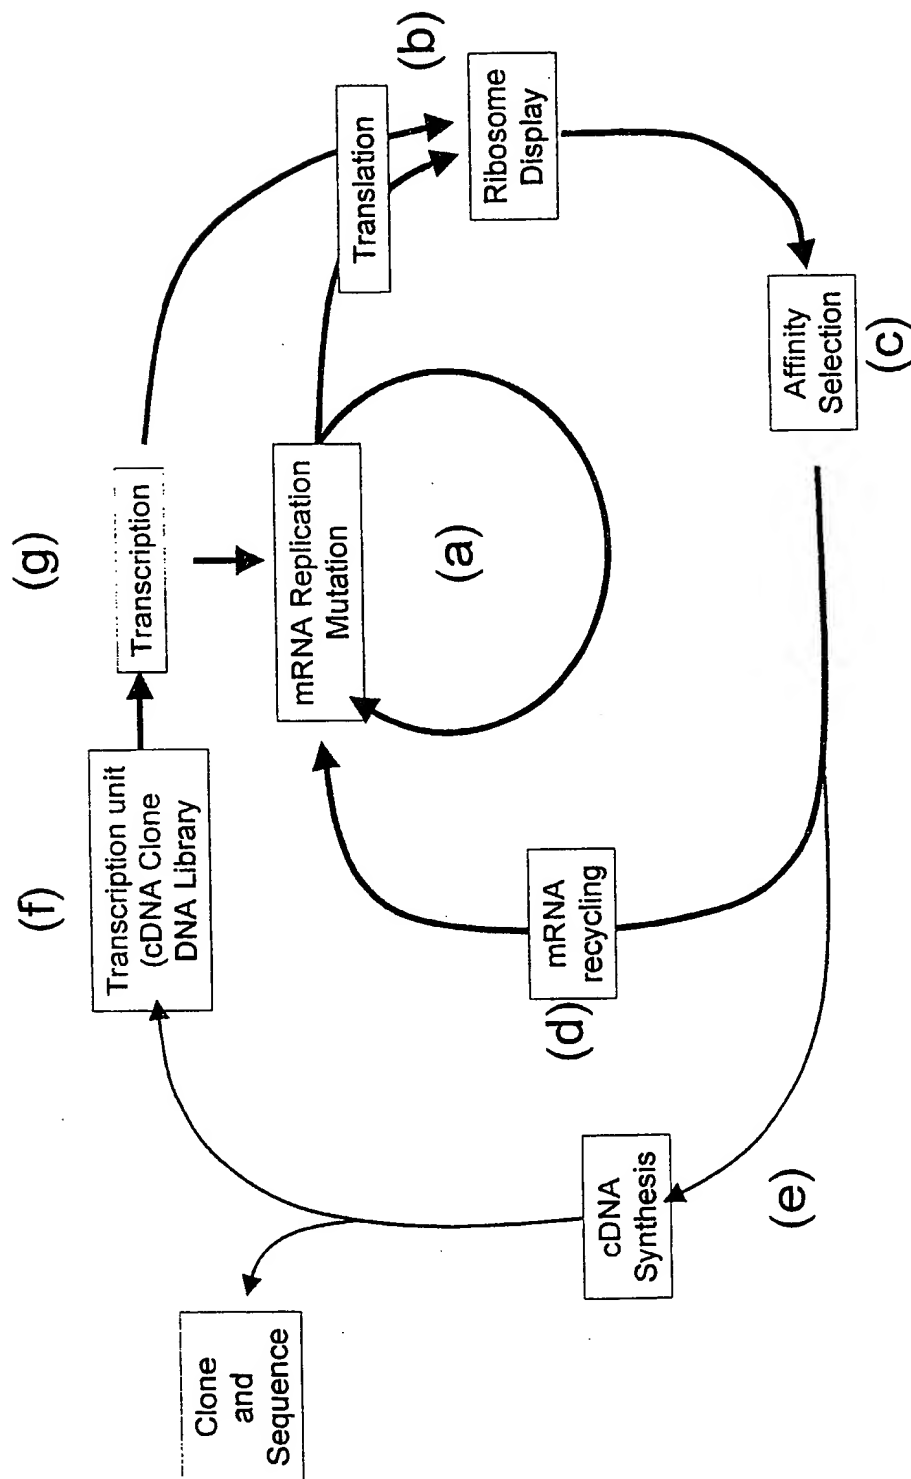 (f)
Transcription unit
(cDNA Clone
DNA Library
(g)
Transcription
(b)
Translation
Ribosome
Display
mRNA Replication
Mutation
(a)
Clone
and
Sequence
(d)
mRNA
recycling
cDNA
Synthesis
(e)
Affinity
Selection
(c)